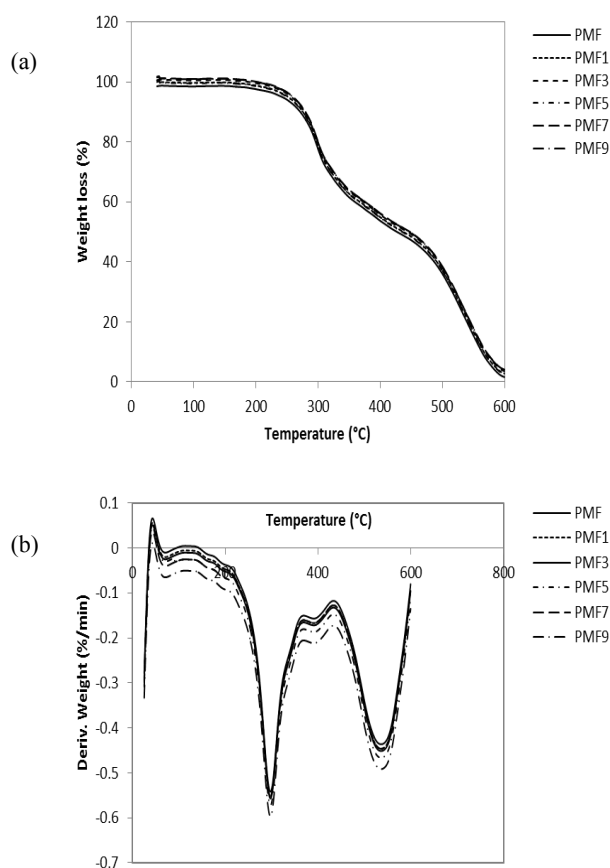 (a)
Weight loss (%)
120
100
80
60
40
20
0
0 100 200 300 400 500 600
Temperature (°C)
PMF
PMF1
PMF3
PMF5
PMF7
PMF9
(b)
Deriv. Weight (%/min)
Temperature (°C)
0.1
0
-0.1
-0.2
-0.3
-0.4
-0.5
-0.6
-0.7
0 200 400 600 800
PMF
PMF1
PMF3
PMF5
PMF7
PMF9